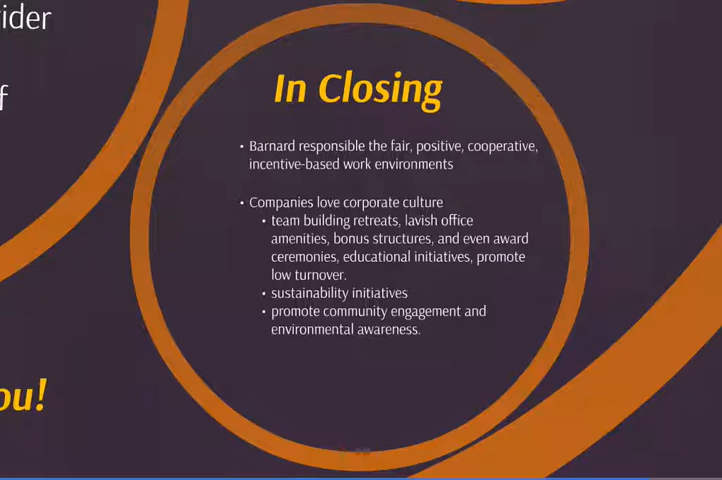 ider
f
In Closing
• Barnard responsible the fair, positive, cooperative,
incentive-based work environments
• Companies love corporate culture
• team building retreats, lavish office
amenities, bonus structures, and even award
ceremonies, educational initiatives, promote
low turnover.
• sustainability initiatives
• promote community engagement and
environmental awareness.
ou!